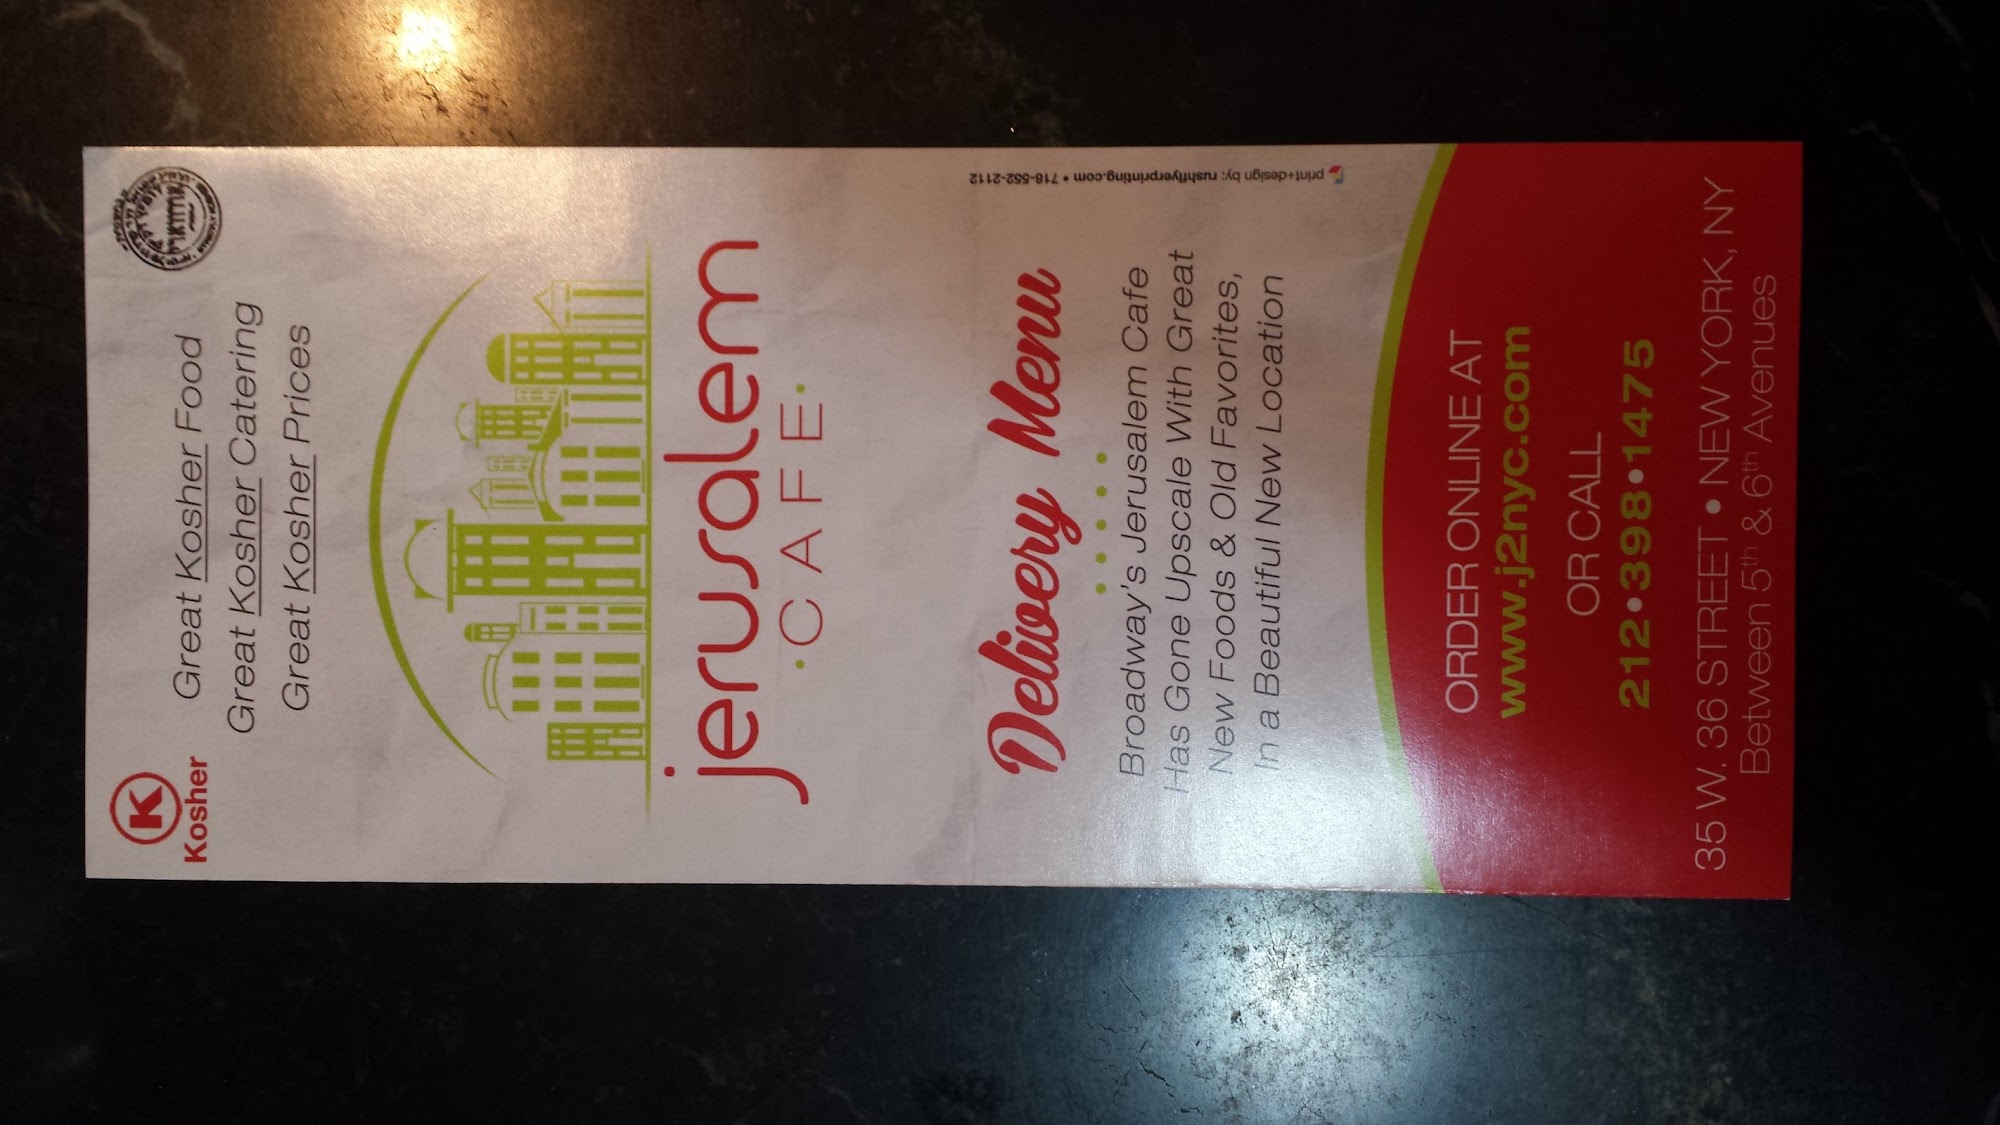 K
Kosher
Great Kosher Food
Great Kosher Catering
Great Kosher Prices
jerusalem
•CAFE•
Delivery Menu
Broadway's Jerusalem Cafe
Has Gone Upscale With Great
New Foods & Old Favorites,
In a Beautiful New Location
print+design by: rushflyerprinting.com • 718-552-2112
ORDER ONLINE AT
www.j2nyc.com
OR CALL
212•398•1475
35 W. 36 STREET • NEW YORK, NY
Between 5th & 6th Avenues